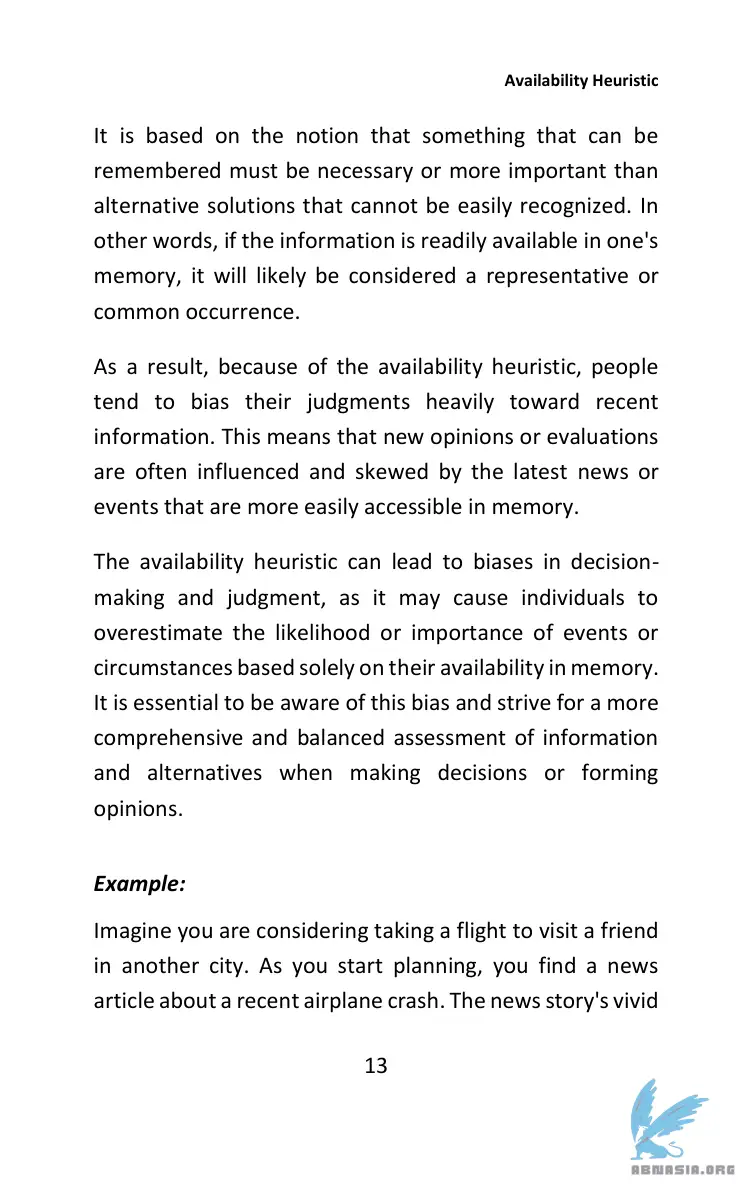 Availability Heuristic
It is based on the notion that something that can be
remembered must be necessary or more important than
alternative solutions that cannot be easily recognized. In
other words, if the information is readily available in one's
memory, it will likely be considered a representative or
common occurrence.
As a result, because of the availability heuristic, people
tend to bias their judgments heavily toward recent
information. This means that new opinions or evaluations
are often influenced and skewed by the latest news or
events that are more easily accessible in memory.
The availability heuristic can lead to biases in decision-
making and judgment, as it may cause individuals to
overestimate the likelihood or importance of events or
circumstances based solely on their availability in memory.
It is essential to be aware of this bias and strive for a more
comprehensive and balanced assessment of information
and alternatives when making decisions or forming
opinions.
Example:
Imagine you are considering taking a flight to visit a friend
in another city. As you start planning, you find a news
article about a recent airplane crash. The news story's vivid
13
ABNASIA.ORG